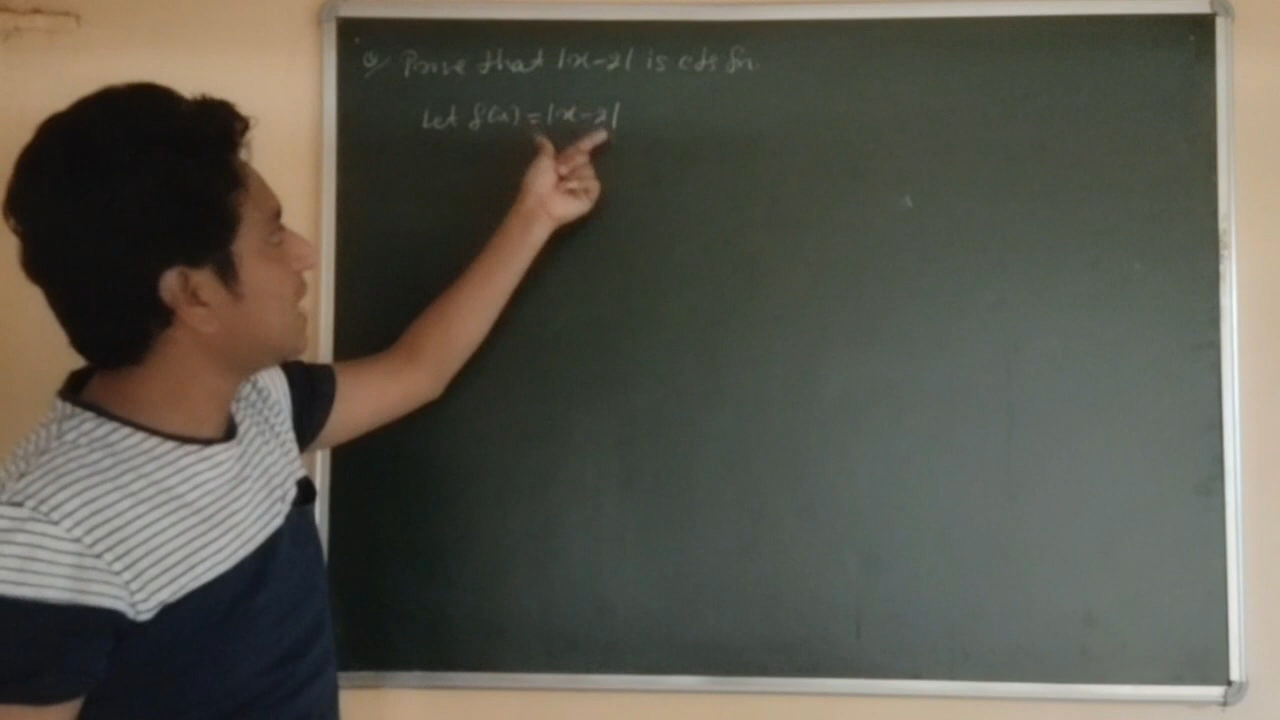 Q/ Prove that |x-2| is cts fn.
Let f(x) = |x-2|